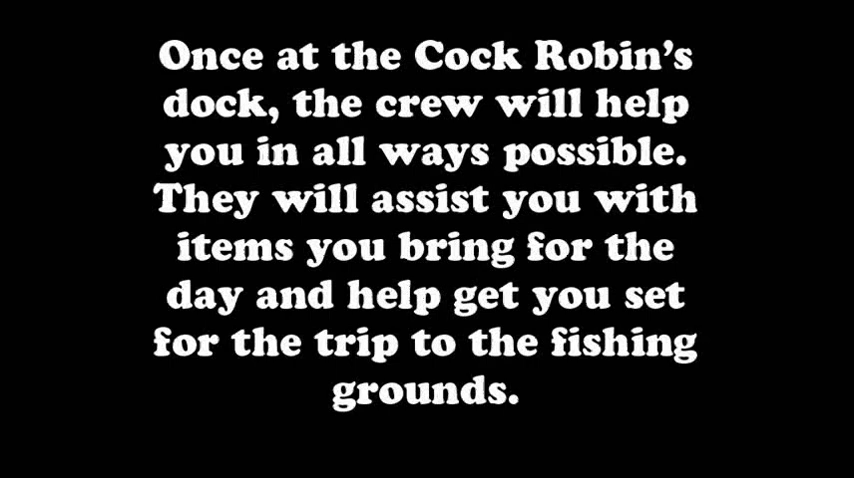 Once at the Cock Robin's
dock, the crew will help
you in all ways possible.
They will assist you with
items you bring for the
day and help get you set
for the trip to the fishing
grounds.